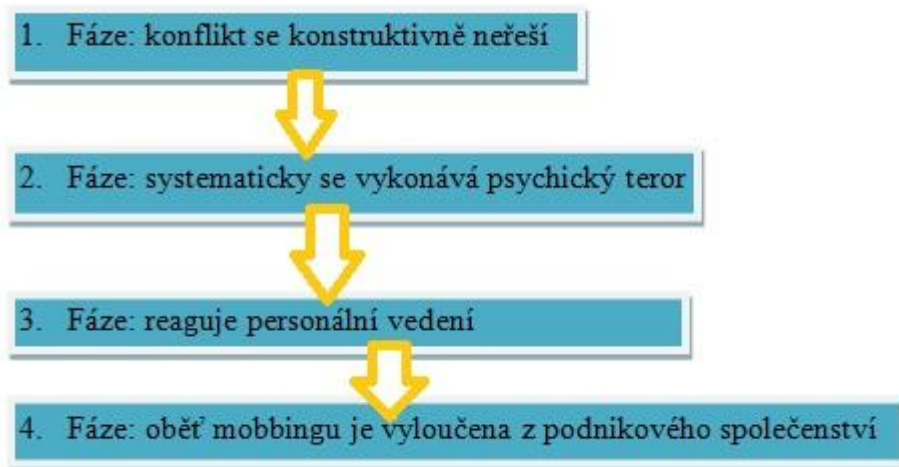 1. Fáze: konflikt se konstruktivně neřeší
2. Fáze: systematicky se vykonává psychický teror
3. Fáze: reaguje personální vedení
4. Fáze: oběť mobbingu je vyloučena z podnikového společenství